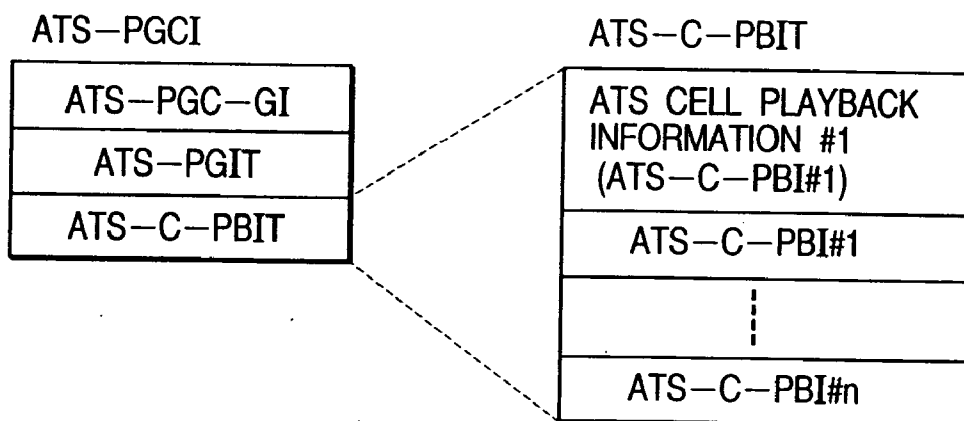 ATS-PGCI
ATS-PGC-GI
ATS-PGIT
ATS-C-PBIT
ATS-C-PBIT
ATS CELL PLAYBACK
INFORMATION #1
(ATS-C-PBI#1)
ATS-C-PBI#1
ATS-C-PBI#n